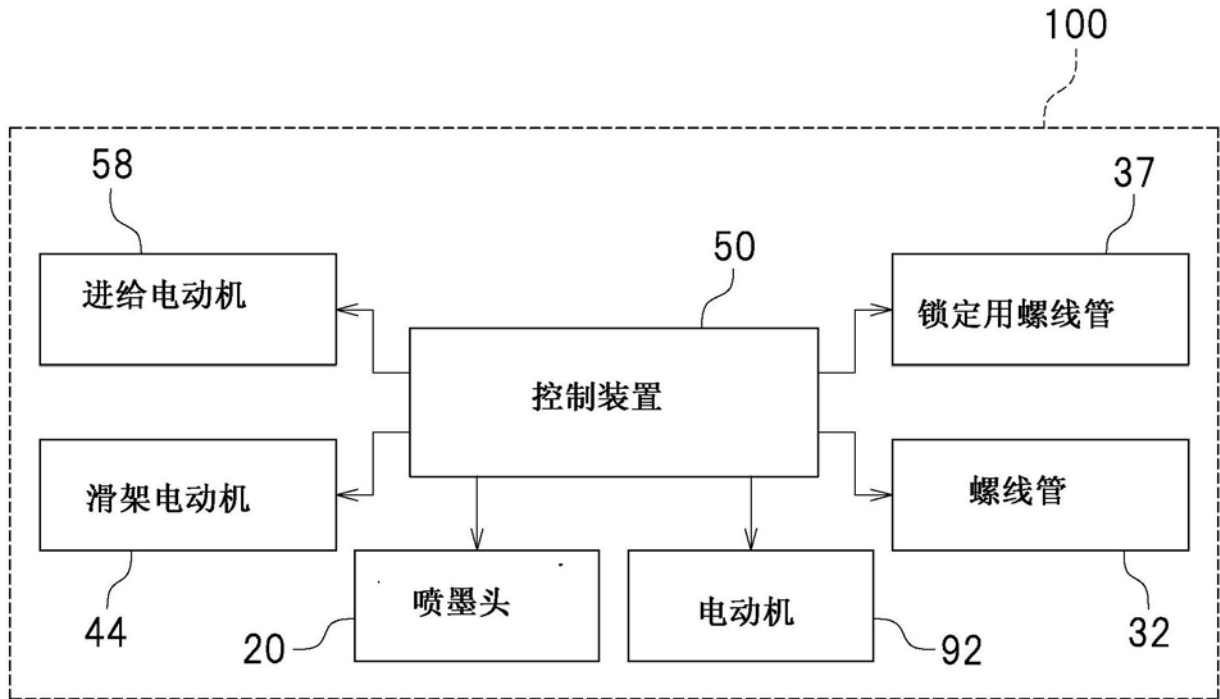 100
58
37
50
进给电动机
锁定用螺线管
控制装置
滑架电动机
螺线管
喷墨头
电动机
44
20
92
32